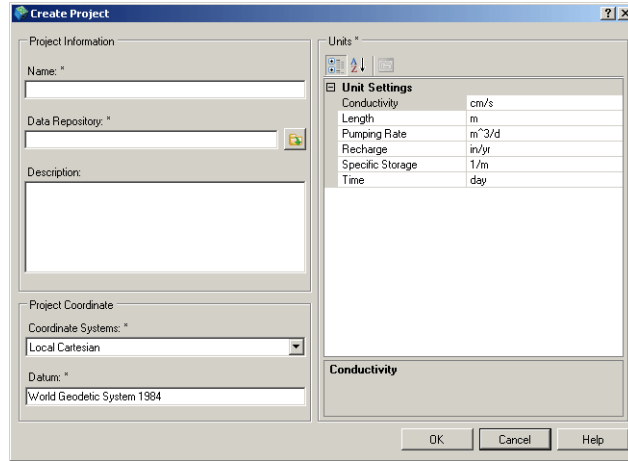 Create Project
Project Information
Name: *
Data Repository: *
Description:
Project Coordinate
Coordinate Systems: *
Local Cartesian
Datum: *
World Geodetic System 1984
Units *
Unit Settings
Conductivity cm/s
Length m
Pumping Rate m^3/d
Recharge in/yr
Specific Storage 1/m
Time day
Conductivity
OK Cancel Help